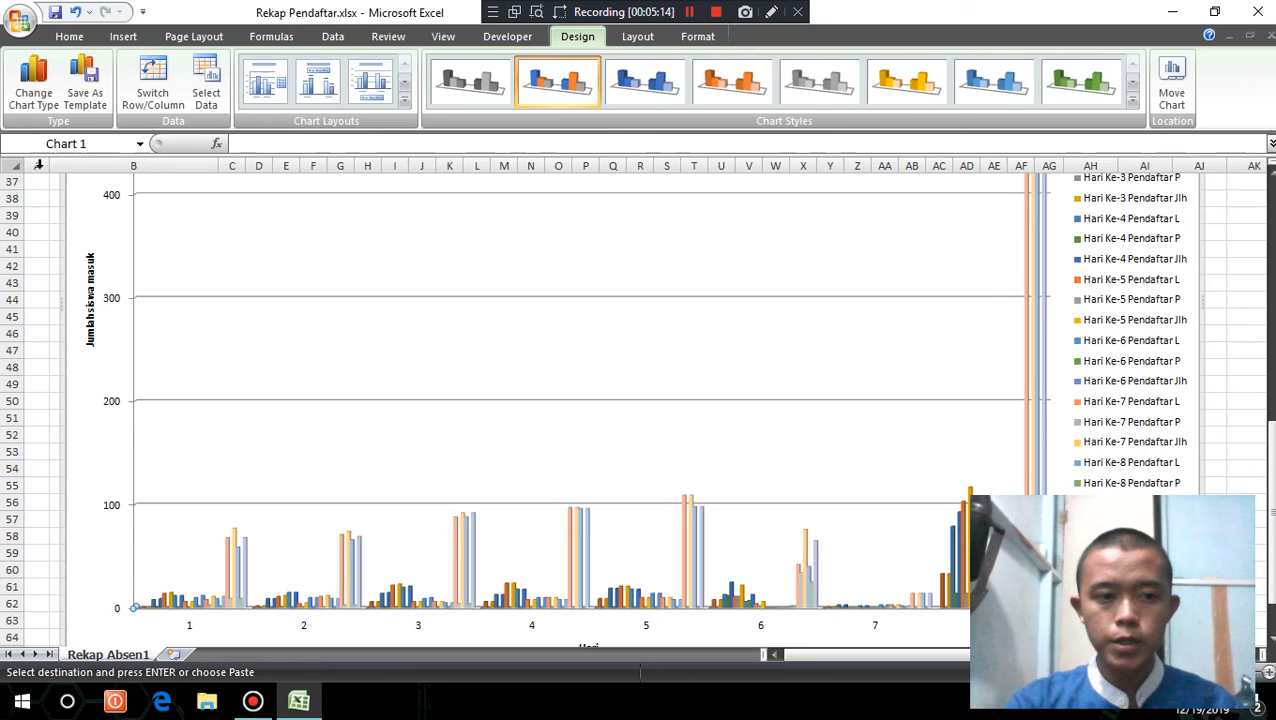 Rekap Pendaftar.xlsx - Microsoft Excel
Recording [00:05:14]
Home Insert Page Layout Formulas Data Review View Developer Design Layout Format
Change Chart Type
Save As Template
Switch Row/Column
Select Data
Move Chart
Type Data Chart Layouts Chart Styles Location
Chart 1 fx
B C D E F G H I J K L M N O P Q R S T U V W X Y Z AA AB AC AD AE AF AG AH AI AJ AK
37
38
39
40
41
42
43
44
45
46
47
48
49
50
51
52
53
54
55
56
57
58
59
60
61
62
63
64
Jumlah siswa masuk
400
300
200
100
0
1 2 3 4 5 6 7
Hari
Hari Ke-3 Pendaftar P
Hari Ke-3 Pendaftar Jlh
Hari Ke-4 Pendaftar L
Hari Ke-4 Pendaftar P
Hari Ke-4 Pendaftar Jlh
Hari Ke-5 Pendaftar L
Hari Ke-5 Pendaftar P
Hari Ke-5 Pendaftar Jlh
Hari Ke-6 Pendaftar L
Hari Ke-6 Pendaftar P
Hari Ke-6 Pendaftar Jlh
Hari Ke-7 Pendaftar L
Hari Ke-7 Pendaftar P
Hari Ke-7 Pendaftar Jlh
Hari Ke-8 Pendaftar L
Hari Ke-8 Pendaftar P
Rekap Absen1
Select destination and press ENTER or choose Paste
12/19/2019
2